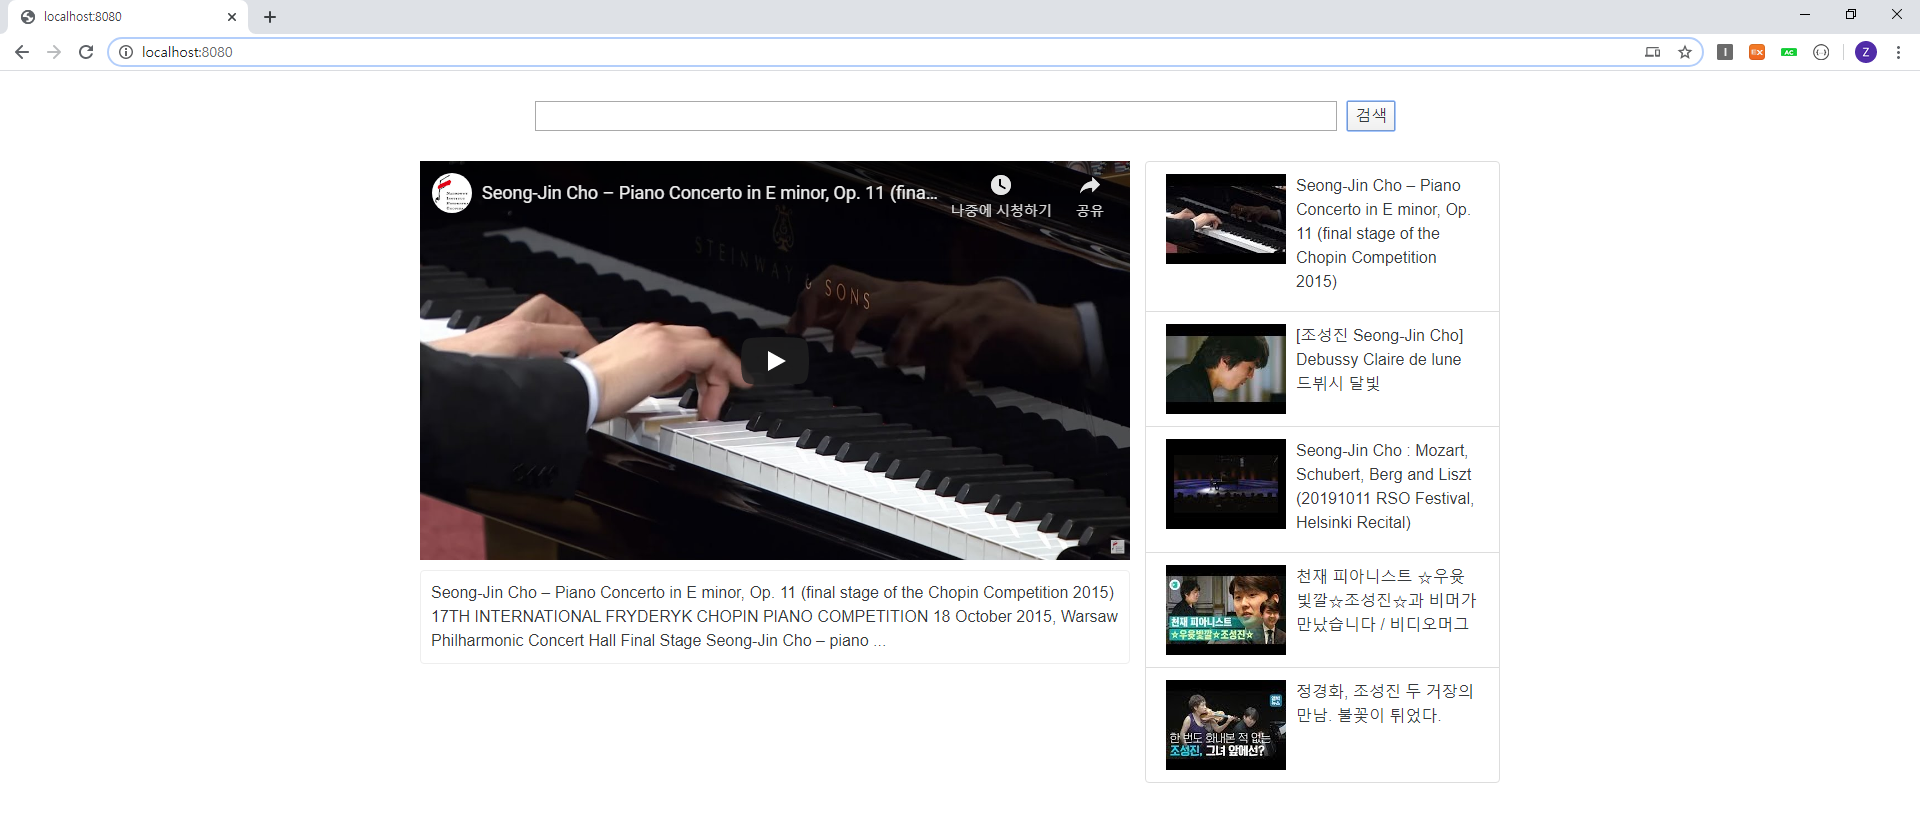 localhost:8080
localhost:8080
Z
검색
Seong-Jin Cho – Piano Concerto in E minor, Op. 11 (fina...
나중에 시청하기
공유
STEINWAY & SONS
Seong-Jin Cho – Piano Concerto in E minor, Op. 11 (final stage of the Chopin Competition 2015)
17TH INTERNATIONAL FRYDERYK CHOPIN PIANO COMPETITION 18 October 2015, Warsaw
Philharmonic Concert Hall Final Stage Seong-Jin Cho – piano ...
Seong-Jin Cho – Piano
Concerto in E minor, Op.
11 (final stage of the
Chopin Competition
2015)
[조성진 Seong-Jin Cho]
Debussy Claire de lune
드뷔시 달빛
Seong-Jin Cho : Mozart,
Schubert, Berg and Liszt
(20191011 RSO Festival,
Helsinki Recital)
천재 피아니스트
☆우윳빛깔☆조성진☆
천재 피아니스트 ☆우윳
빛깔☆조성진☆과 비머가
만났습니다 / 비디오머그
한 번도 화내본 적 없는
조성진, 그녀 앞에선?
정경화, 조성진 두 거장의
만남. 불꽃이 튀었다.